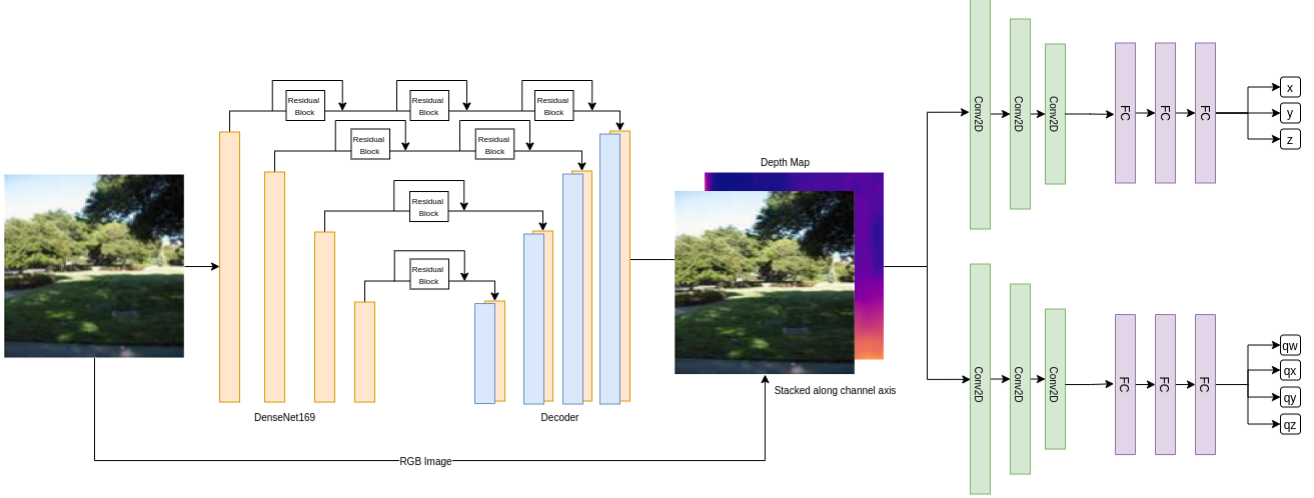 Residual
Block
Residual
Block
Residual
Block
Residual
Block
Residual
Block
Residual
Block
Residual
Block
DenseNet169
Decoder
RGB Image
Depth Map
Stacked along channel axis
Conv2D
Conv2D
Conv2D
FC
FC
FC
x
y
z
Conv2D
Conv2D
Conv2D
FC
FC
FC
qw
qx
qy
qz